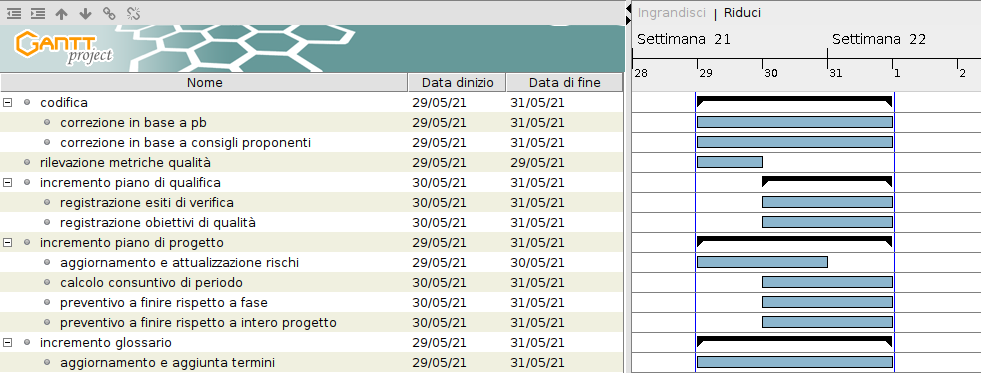 Ingrandisci | Riduci
GANTT project
Settimana 21 Settimana 22
28 29 30 31 1 2
Nome Data dinizio Data di fine
codifica 29/05/21 31/05/21
correzione in base a pb 29/05/21 31/05/21
correzione in base a consigli proponenti 29/05/21 31/05/21
rilevazione metriche qualità 29/05/21 29/05/21
incremento piano di qualifica 30/05/21 31/05/21
registrazione esiti di verifica 30/05/21 31/05/21
registrazione obiettivi di qualità 30/05/21 31/05/21
incremento piano di progetto 29/05/21 31/05/21
aggiornamento e attualizzazione rischi 29/05/21 30/05/21
calcolo consuntivo di periodo 30/05/21 31/05/21
preventivo a finire rispetto a fase 30/05/21 31/05/21
preventivo a finire rispetto a intero progetto 30/05/21 31/05/21
incremento glossario 29/05/21 31/05/21
aggiornamento e aggiunta termini 29/05/21 31/05/21